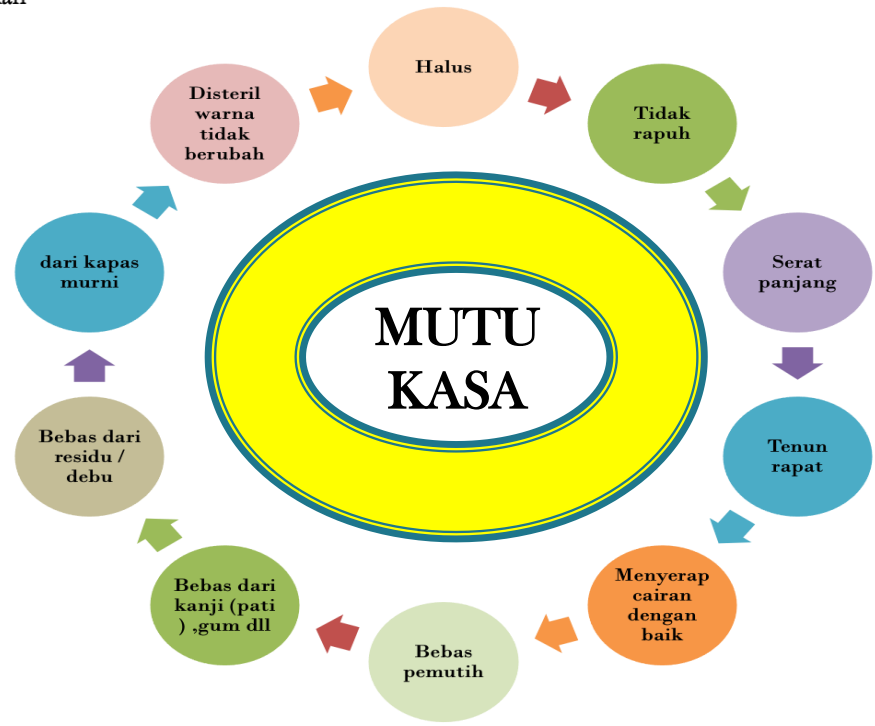 Halus
Tidak
rapuh
Serat
panjang
Tenun
rapat
Menyerap
cairan
dengan
baik
Bebas
pemutih
Bebas dari
kanji (pati
) ,gum dll
Bebas dari
residu /
debu
dari kapas
murni
Disteril
warna
tidak
berubah
MUTU
KASA